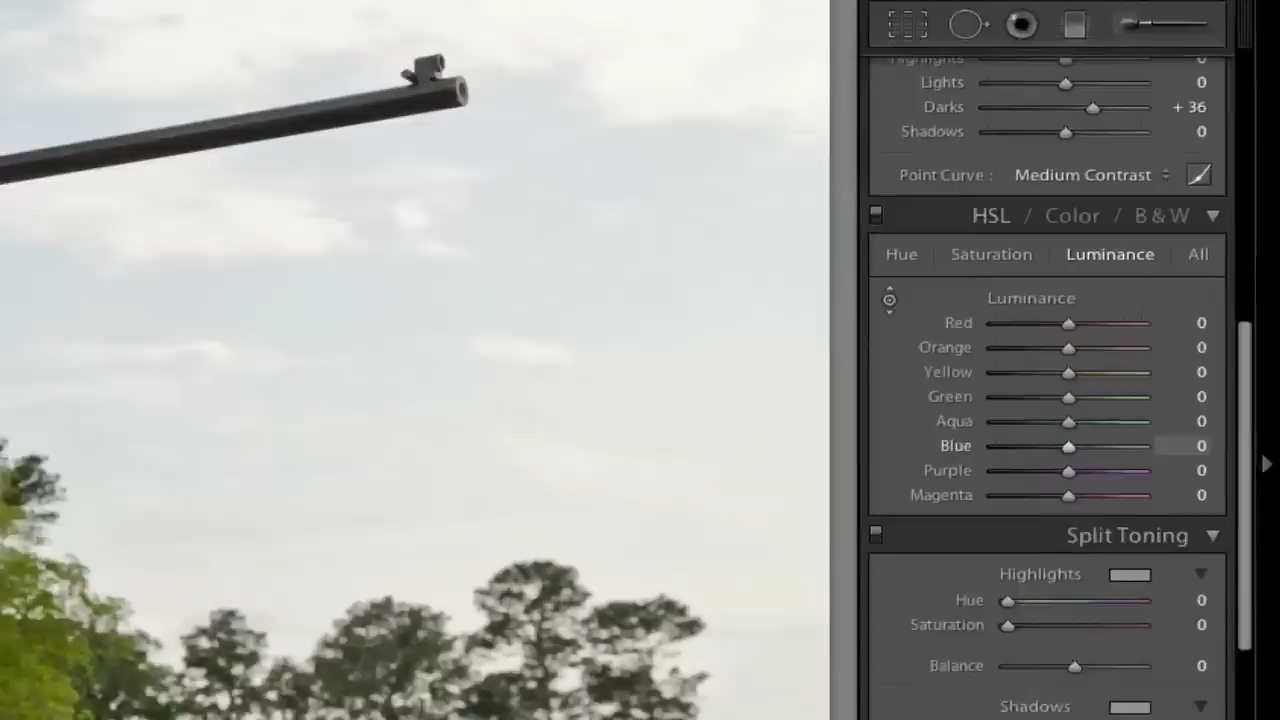 Highlights 0
Lights 0
Darks + 36
Shadows 0
Point Curve : Medium Contrast
HSL / Color / B & W
Hue Saturation Luminance All
Luminance
Red 0
Orange 0
Yellow 0
Green 0
Aqua 0
Blue 0
Purple 0
Magenta 0
Split Toning
Highlights
Hue 0
Saturation 0
Balance 0
Shadows